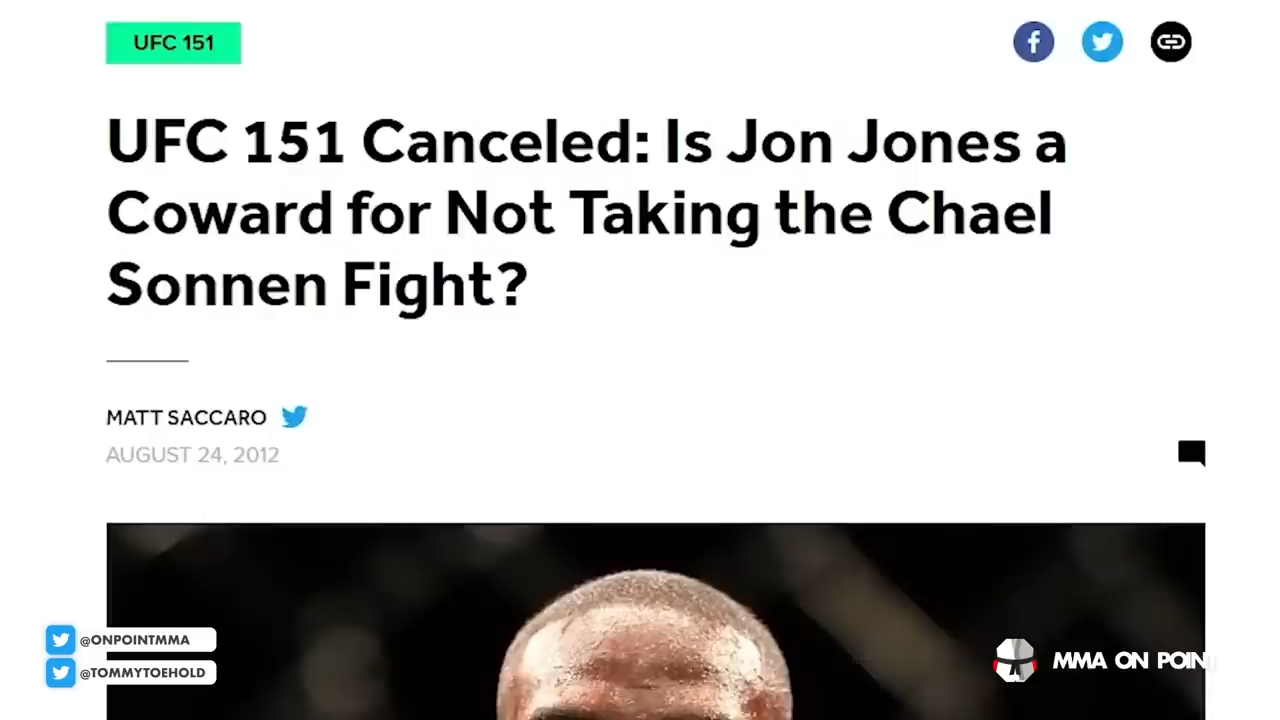 UFC 151
UFC 151 Canceled: Is Jon Jones a
Coward for Not Taking the Chael
Sonnen Fight?
MATT SACCARO
AUGUST 24, 2012
@ONPOINTMMA
@TOMMYTOEHOLD
MMA ON POINT